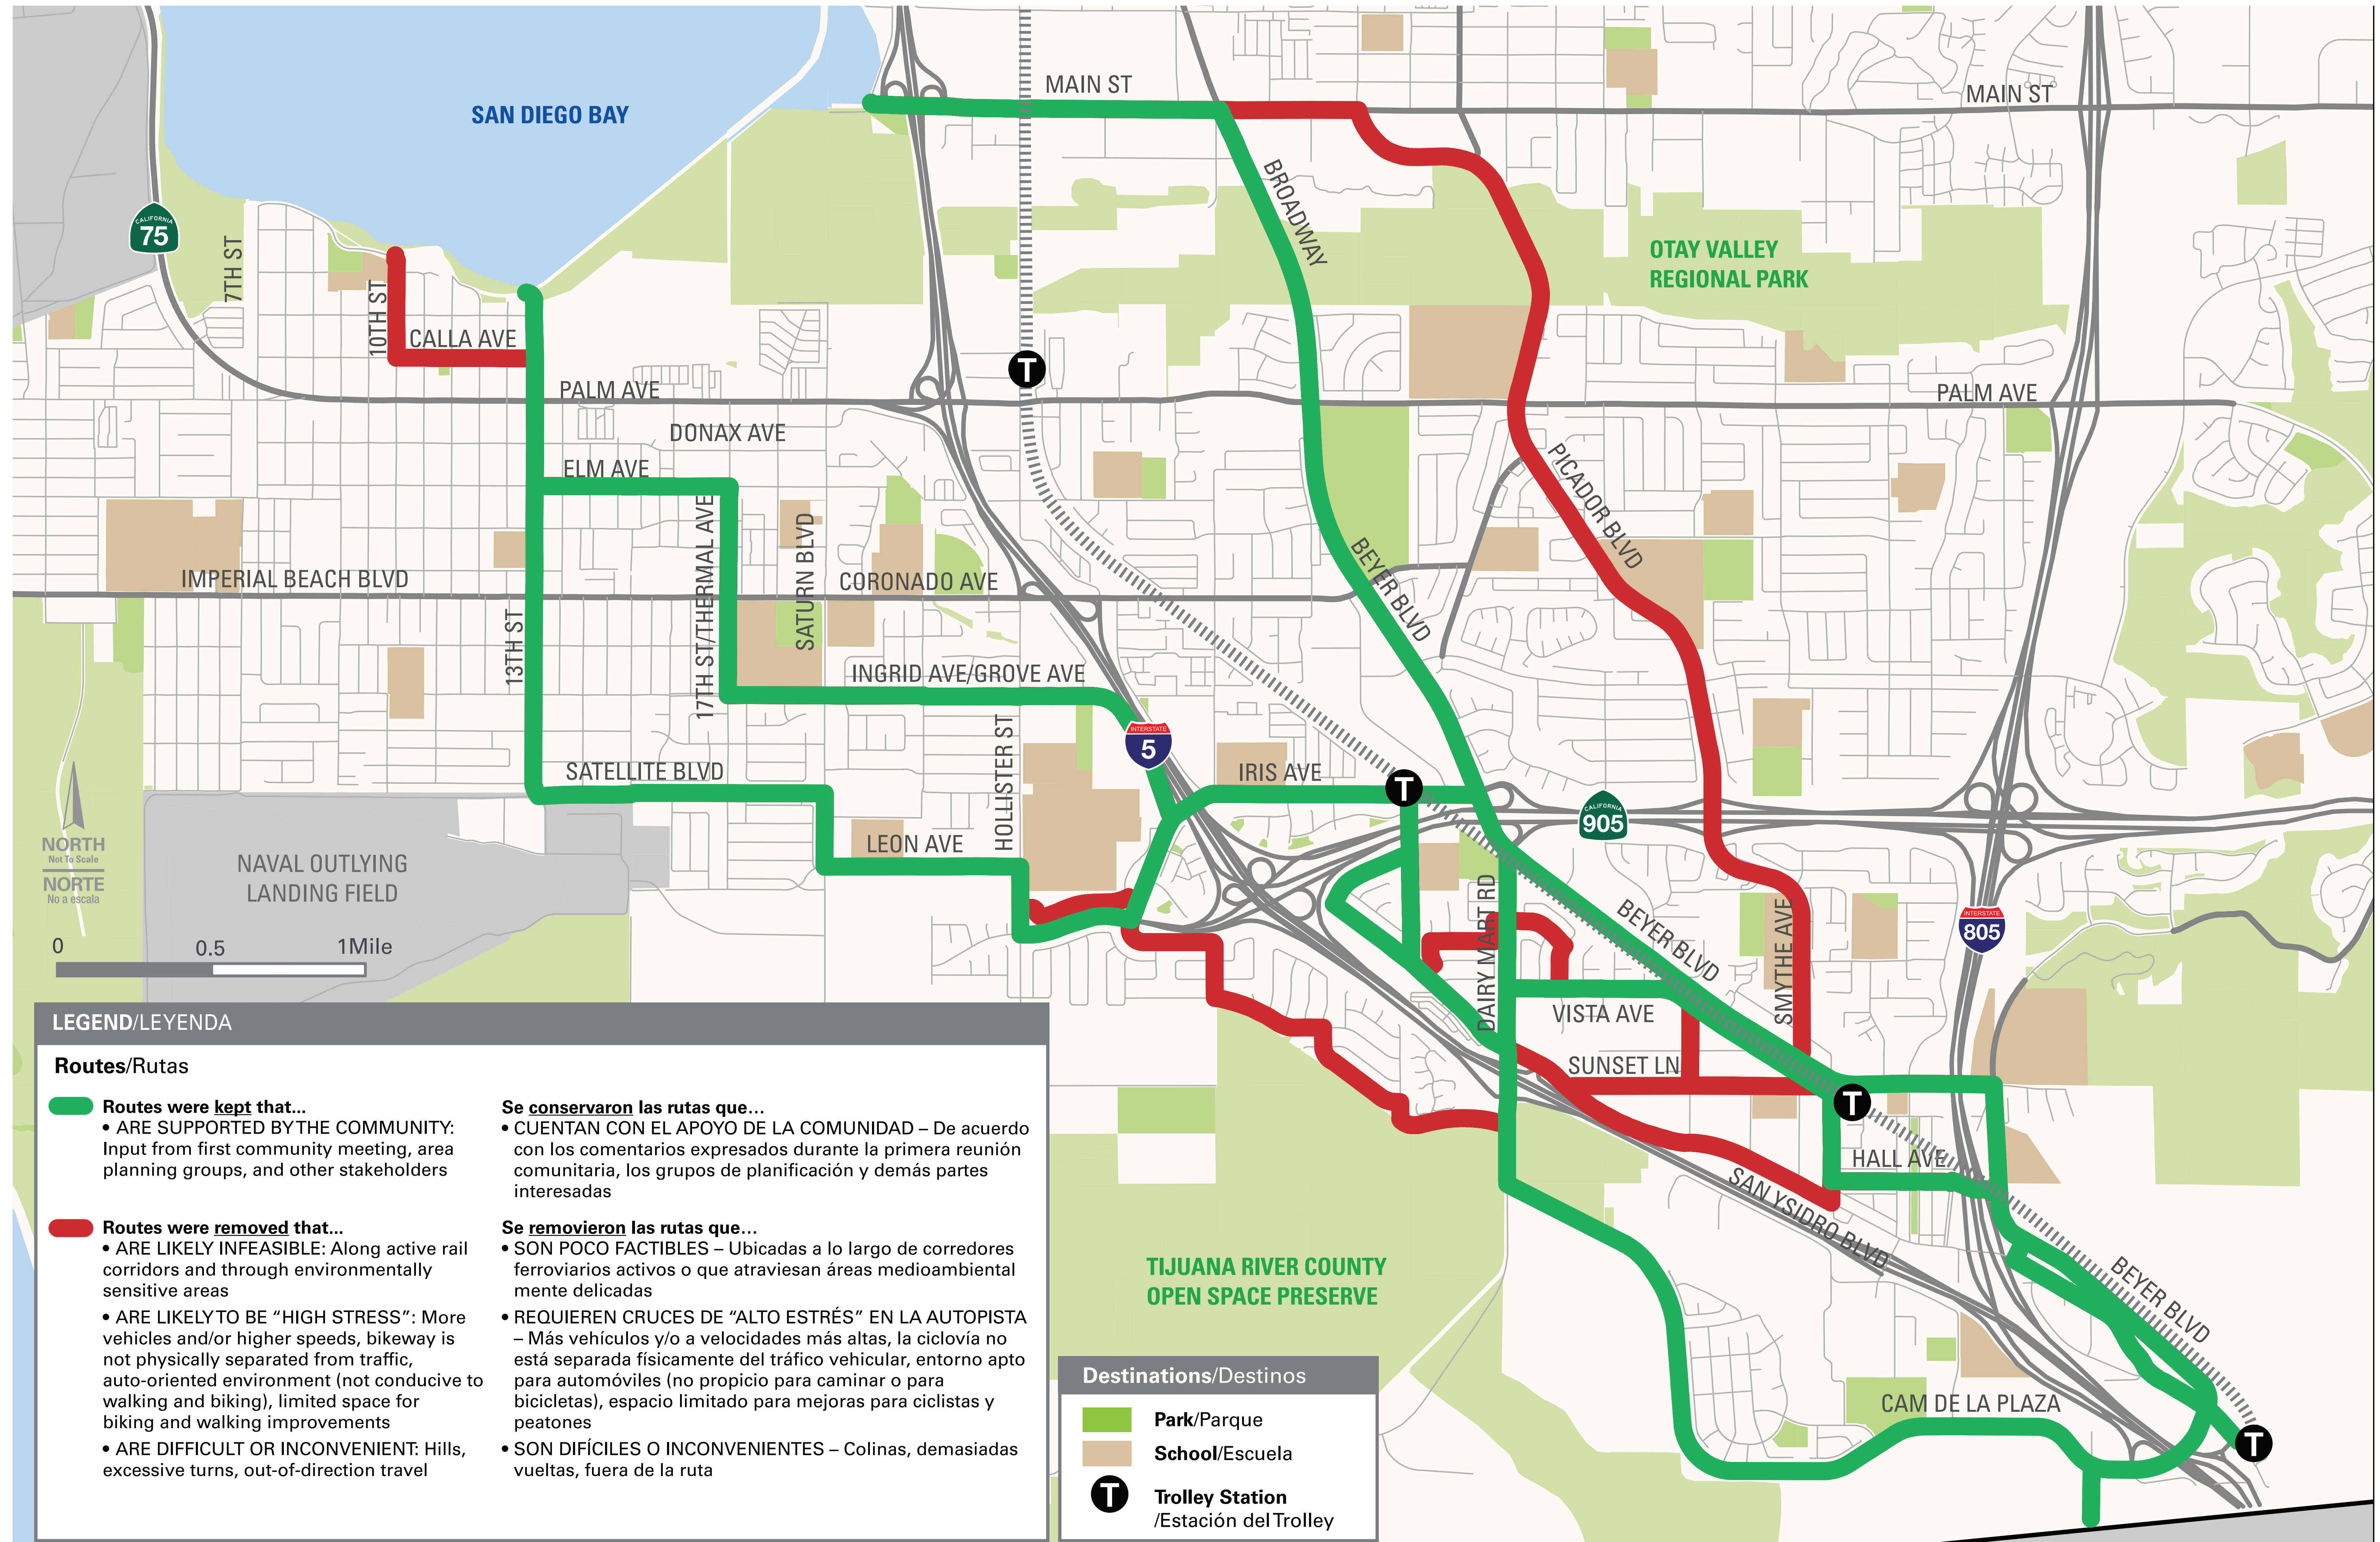 MAIN ST
MAIN ST
SAN DIEGO BAY
BROADWAY
CALIFORNIA
75
7TH ST
OTAY VALLEY
REGIONAL PARK
10TH ST
CALLA AVE
T
PALM AVE
PALM AVE
DONAX AVE
ELM AVE
PICADOR BLVD
17TH ST/THERMAL AVE
SATURN BLVD
BEYER BLVD
IMPERIAL BEACH BLVD
CORONADO AVE
13TH ST
INGRID AVE/GROVE AVE
HOLLISTER ST
INTERSTATE
5
SATELLITE BLVD
IRIS AVE
T
CALIFORNIA
905
LEON AVE
NORTH
Not To Scale
NORTE
No a escala
NAVAL OUTLYING
LANDING FIELD
DAIRY MART RD
BEYER BLVD
SMYTHE AVE
INTERSTATE
805
0
0.5
1Mile
VISTA AVE
SUNSET LN
T
HALL AVE
SAN YSIDRO BLVD
BEYER BLVD
TIJUANA RIVER COUNTY
OPEN SPACE PRESERVE
CAM DE LA PLAZA
T
LEGEND/LEYENDA
Routes/Rutas
Routes were kept that...
• ARE SUPPORTED BY THE COMMUNITY:
Input from first community meeting, area
planning groups, and other stakeholders
Routes were removed that...
• ARE LIKELY INFEASIBLE: Along active rail
corridors and through environmentally
sensitive areas
• ARE LIKELY TO BE “HIGH STRESS”: More
vehicles and/or higher speeds, bikeway is
not physically separated from traffic,
auto-oriented environment (not conducive to
walking and biking), limited space for
biking and walking improvements
• ARE DIFFICULT OR INCONVENIENT: Hills,
excessive turns, out-of-direction travel
Se conservaron las rutas que…
• CUENTAN CON EL APOYO DE LA COMUNIDAD – De acuerdo
con los comentarios expresados durante la primera reunión
comunitaria, los grupos de planificación y demás partes
interesadas
Se removieron las rutas que…
• SON POCO FACTIBLES – Ubicadas a lo largo de corredores
ferroviarios activos o que atraviesan áreas medioambiental
mente delicadas
• REQUIEREN CRUCES DE “ALTO ESTRÉS” EN LA AUTOPISTA
– Más vehículos y/o a velocidades más altas, la ciclovía no
está separada físicamente del tráfico vehicular, entorno apto
para automóviles (no propicio para caminar o para
bicicletas), espacio limitado para mejoras para ciclistas y
peatones
• SON DIFÍCILES O INCONVENIENTES – Colinas, demasiadas
vueltas, fuera de la ruta
Destinations/Destinos
Park/Parque
School/Escuela
T
Trolley Station
/Estación del Trolley